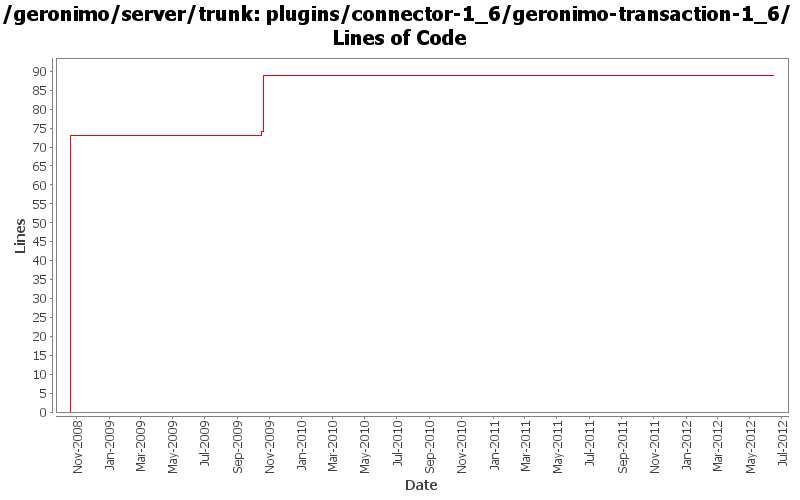 /geronimo/server/trunk: plugins/connector-1_6/geronimo-transaction-1_6/
Lines of Code
90
85
80
75
70
65
60
55
50
45
40
35
30
25
20
15
10
5
0
Lines
Nov-2008
Jan-2009
Mar-2009
May-2009
Jul-2009
Sep-2009
Nov-2009
Jan-2010
Mar-2010
May-2010
Jul-2010
Sep-2010
Nov-2010
Jan-2011
Mar-2011
May-2011
Jul-2011
Sep-2011
Nov-2011
Jan-2012
Mar-2012
May-2012
Jul-2012
Date